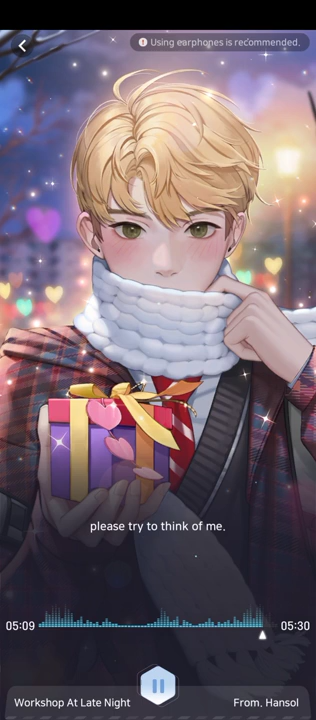 Using earphones is recommended.
please try to think of me.
05:09
05:30
Workshop At Late Night
From. Hansol